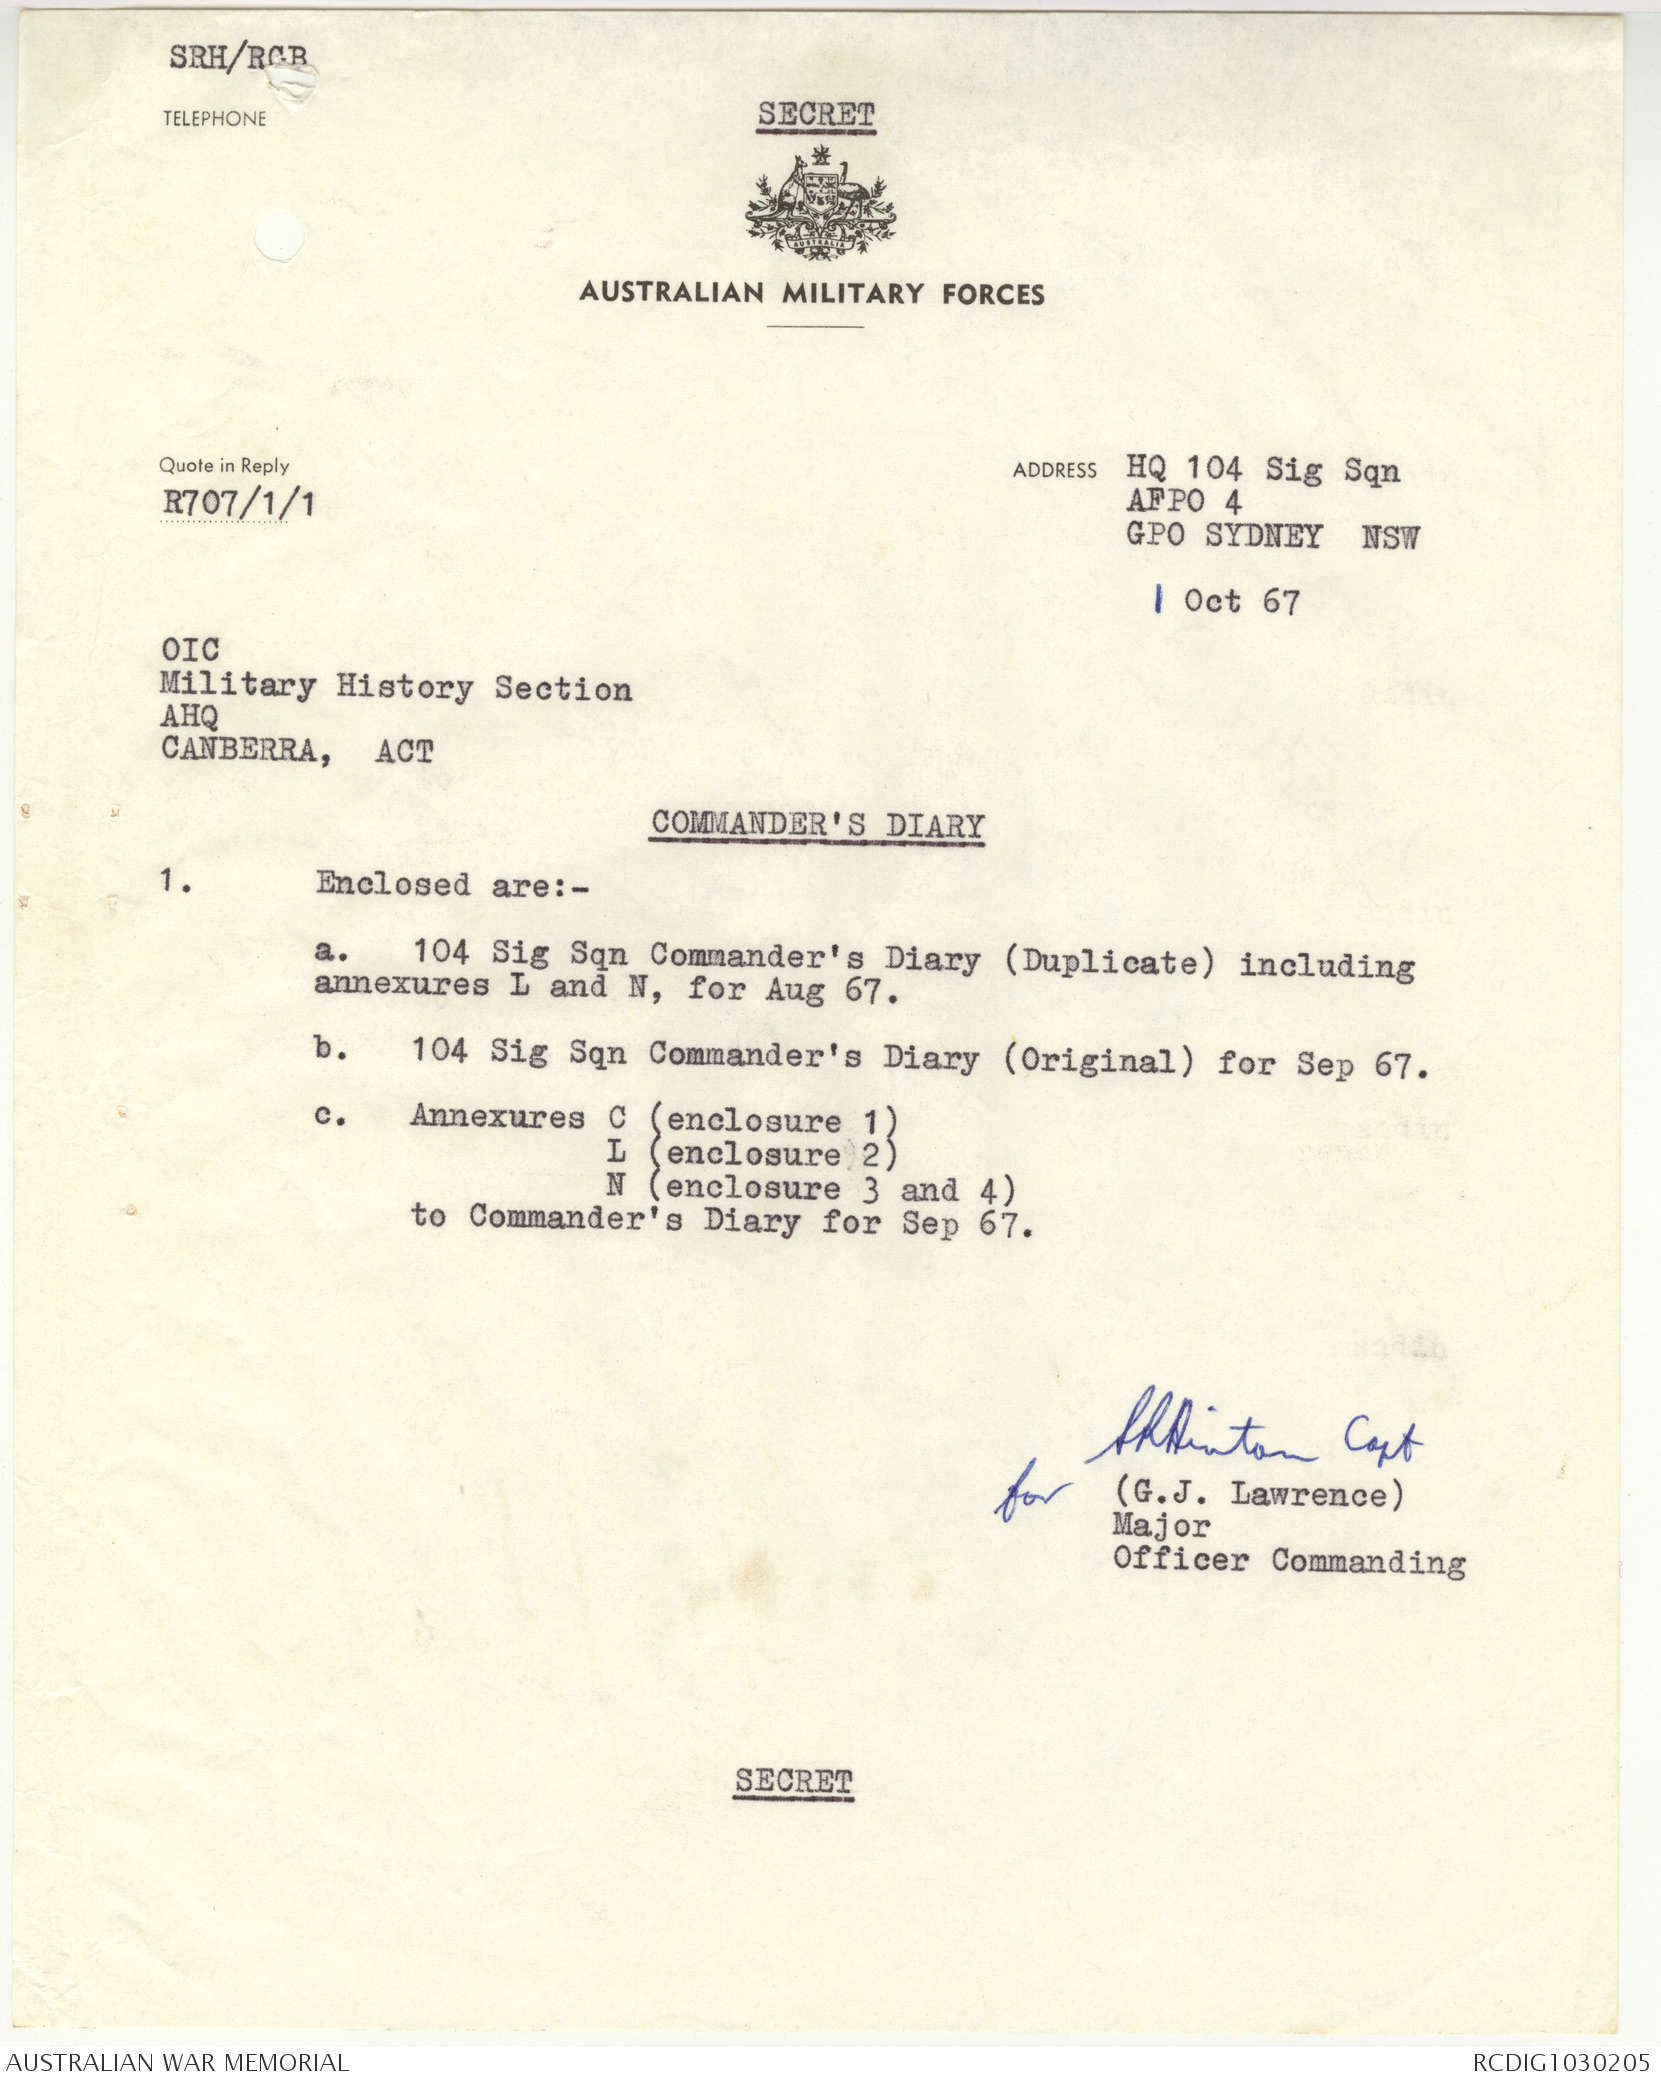 SRH/RGB
TELEPHONE
SECRET
AUSTRALIA
AUSTRALIAN MILITARY FORCES
Quote in Reply
R707/1/1
ADDRESS HQ 104 Sig Sqn
AFPO 4
GPO SYDNEY NSW
1 Oct 67
OIC
Military History Section
AHQ
CANBERRA, ACT
COMMANDER'S DIARY
1. Enclosed are:-
a. 104 Sig Sqn Commander's Diary (Duplicate) including
annexures L and N, for Aug 67.
b. 104 Sig Sqn Commander's Diary (Original) for Sep 67.
c. Annexures C (enclosure 1)
L (enclosure 2)
N (enclosure 3 and 4)
to Commander's Diary for Sep 67.
SRHinton Capt
for (G.J. Lawrence)
Major
Officer Commanding
SECRET
AUSTRALIAN WAR MEMORIAL
RCDIG1030205